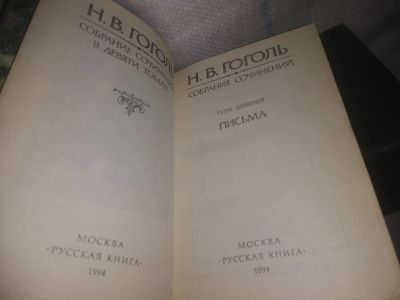 Н. В. ГОГОЛЬ
СОБРАНИЕ СОЧИНЕНИЙ
В ДЕВЯТИ ТОМАХ
МОСКВА
«РУССКАЯ КНИГА»
1994
Н. В. ГОГОЛЬ
СОБРАНИЕ СОЧИНЕНИЙ
ТОМ ДЕВЯТЫЙ
ПИСЬМА
МОСКВА
«РУССКАЯ КНИГА»
1994